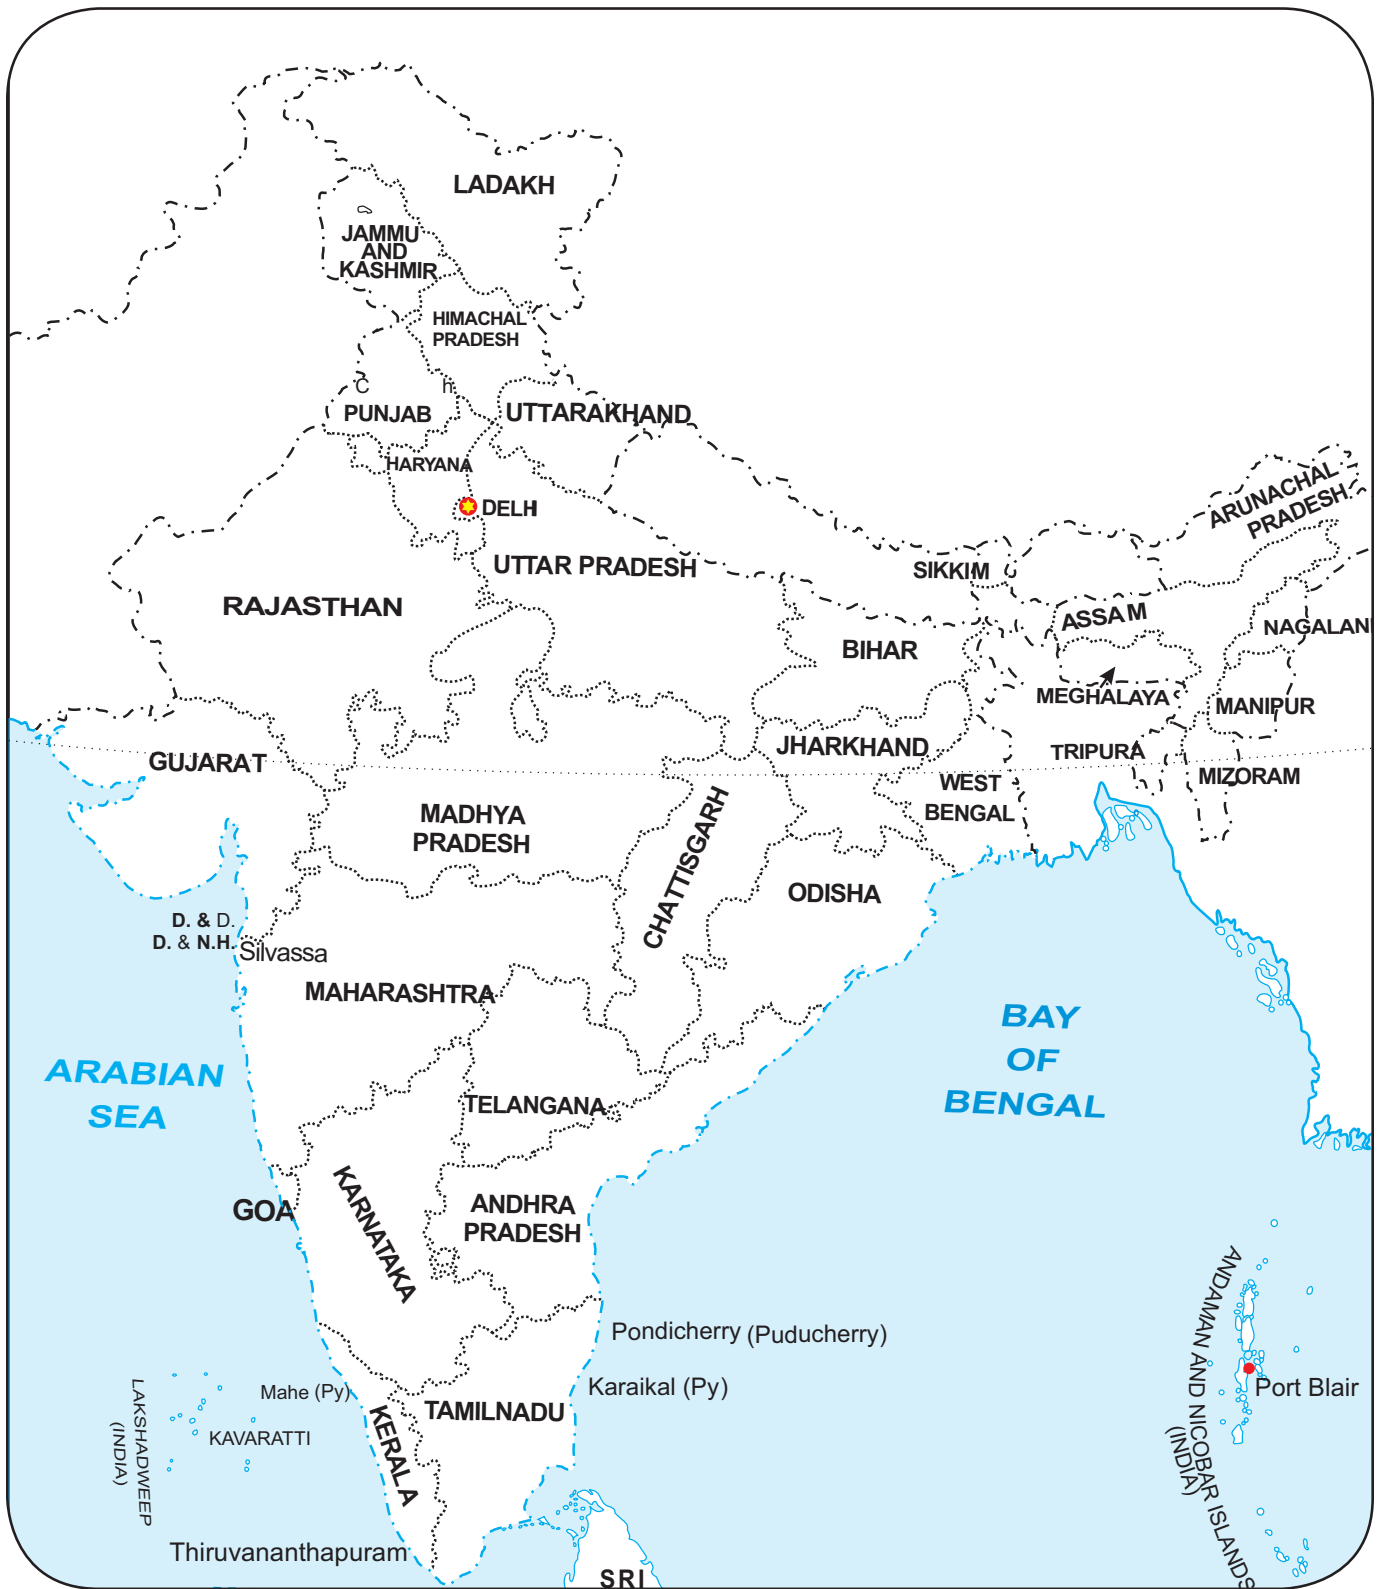 LADAKH
JAMMU
AND
KASHMIR
HIMACHAL
PRADESH
C h
PUNJAB
UTTARAKHAND
HARYANA
DELHI
ARUNACHAL
PRADESH
UTTAR PRADESH
SIKKIM
RAJASTHAN
ASSAM
NAGALAN
BIHAR
MEGHALAYA
MANIPUR
JHARKHAND
TRIPURA
GUJARAT
MIZORAM
WEST
BENGAL
MADHYA
PRADESH
CHATTISGARH
ODISHA
D. & D.
D. & N.H.
Silvassa
MAHARASHTRA
BAY
OF
BENGAL
ARABIAN
SEA
TELANGANA
KARNATAKA
GOA
ANDHRA
PRADESH
ANDAMAN AND NICOBAR ISLANDS
(INDIA)
Pondicherry (Puducherry)
Karaikal (Py)
Port Blair
Mahe (Py)
TAMILNADU
KERALA
LAKSHADWEEP
(INDIA)
KAVARATTI
Thiruvananthapuram
SRI